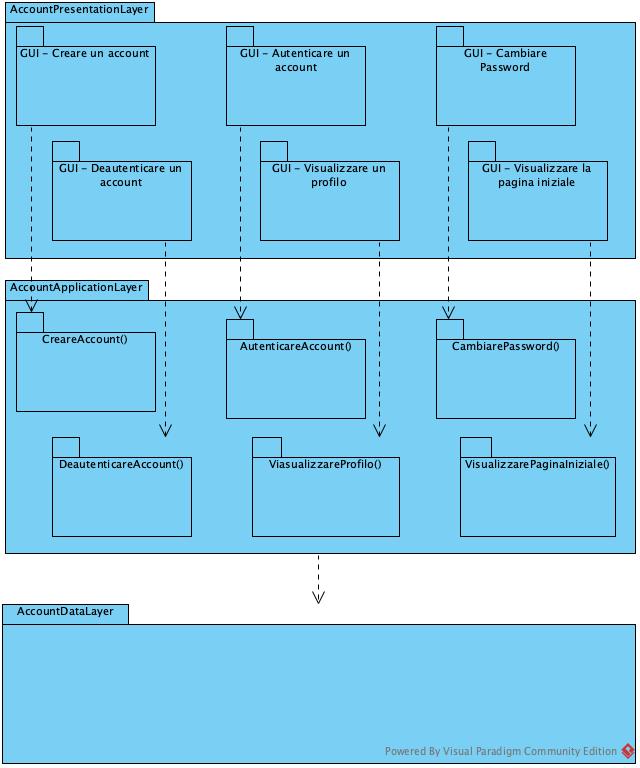 AccountPresentationLayer
GUI - Creare un account
GUI - Autenticare un
account
GUI - Cambiare
Password
GUI - Deautenticare un
account
GUI - Visualizzare un
profilo
GUI - Visualizzare la
pagina iniziale
AccountApplicationLayer
CreareAccount()
AutenticareAccount()
CambiarePassword()
DeautenticareAccount()
ViasualizzareProfilo()
VisualizzarePaginaIniziale()
AccountDataLayer
Powered By Visual Paradigm Community Edition